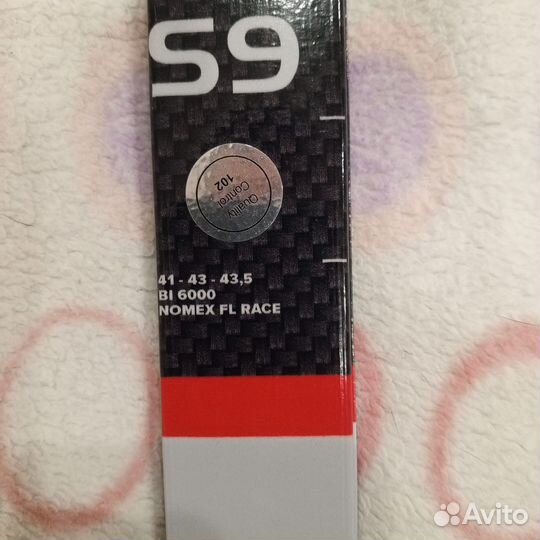 S9
Quality
Control
102
41 - 43 - 43,5
BI 6000
NOMEX FL RACE
Avito